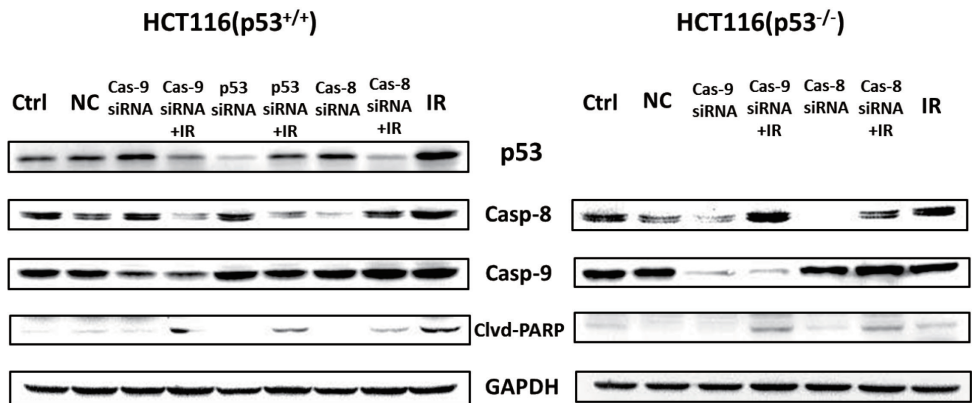 HCT116(p53+/+)
HCT116(p53-/-)
Ctrl NC Cas-9 siRNA Cas-9 siRNA +IR p53 siRNA p53 siRNA +IR Cas-8 siRNA Cas-8 siRNA +IR IR
Ctrl NC Cas-9 siRNA Cas-9 siRNA +IR Cas-8 siRNA Cas-8 siRNA +IR IR
p53
Casp-8
Casp-9
Clvd-PARP
GAPDH